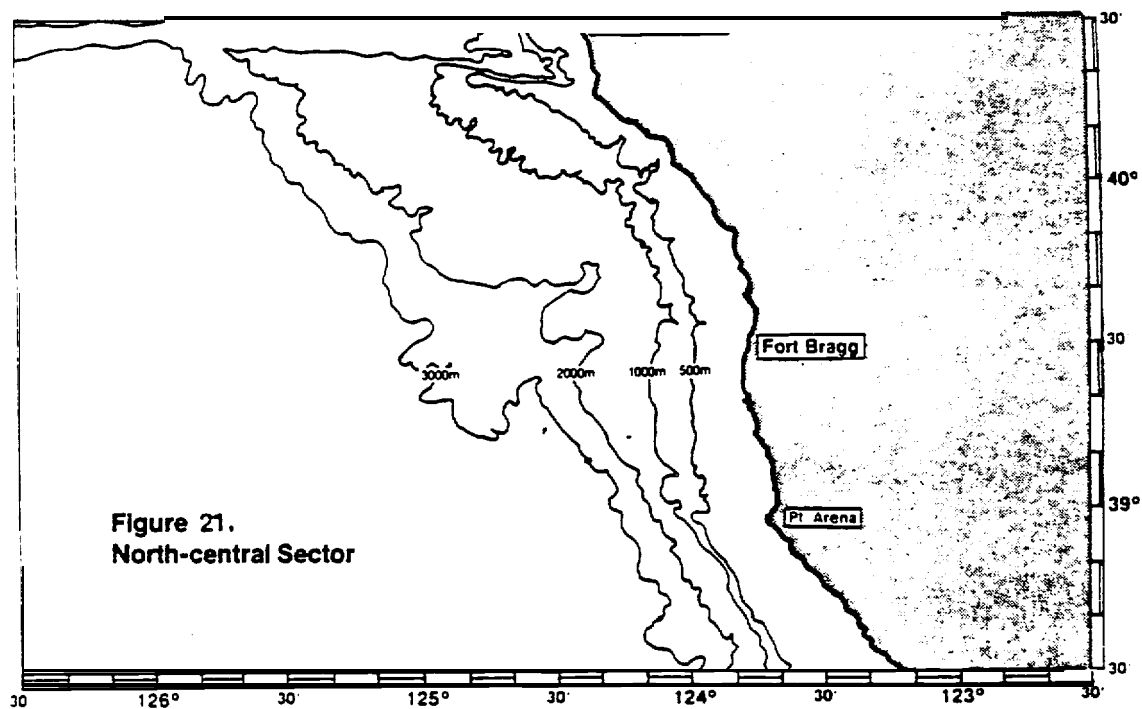 30'
40°
30
Fort Bragg
3000m
2000m
1000m
500m
39°
Pt Arena
Figure 21.
North-central Sector
30'
30
126°
30'
125°
30'
124°
30'
123°
30'